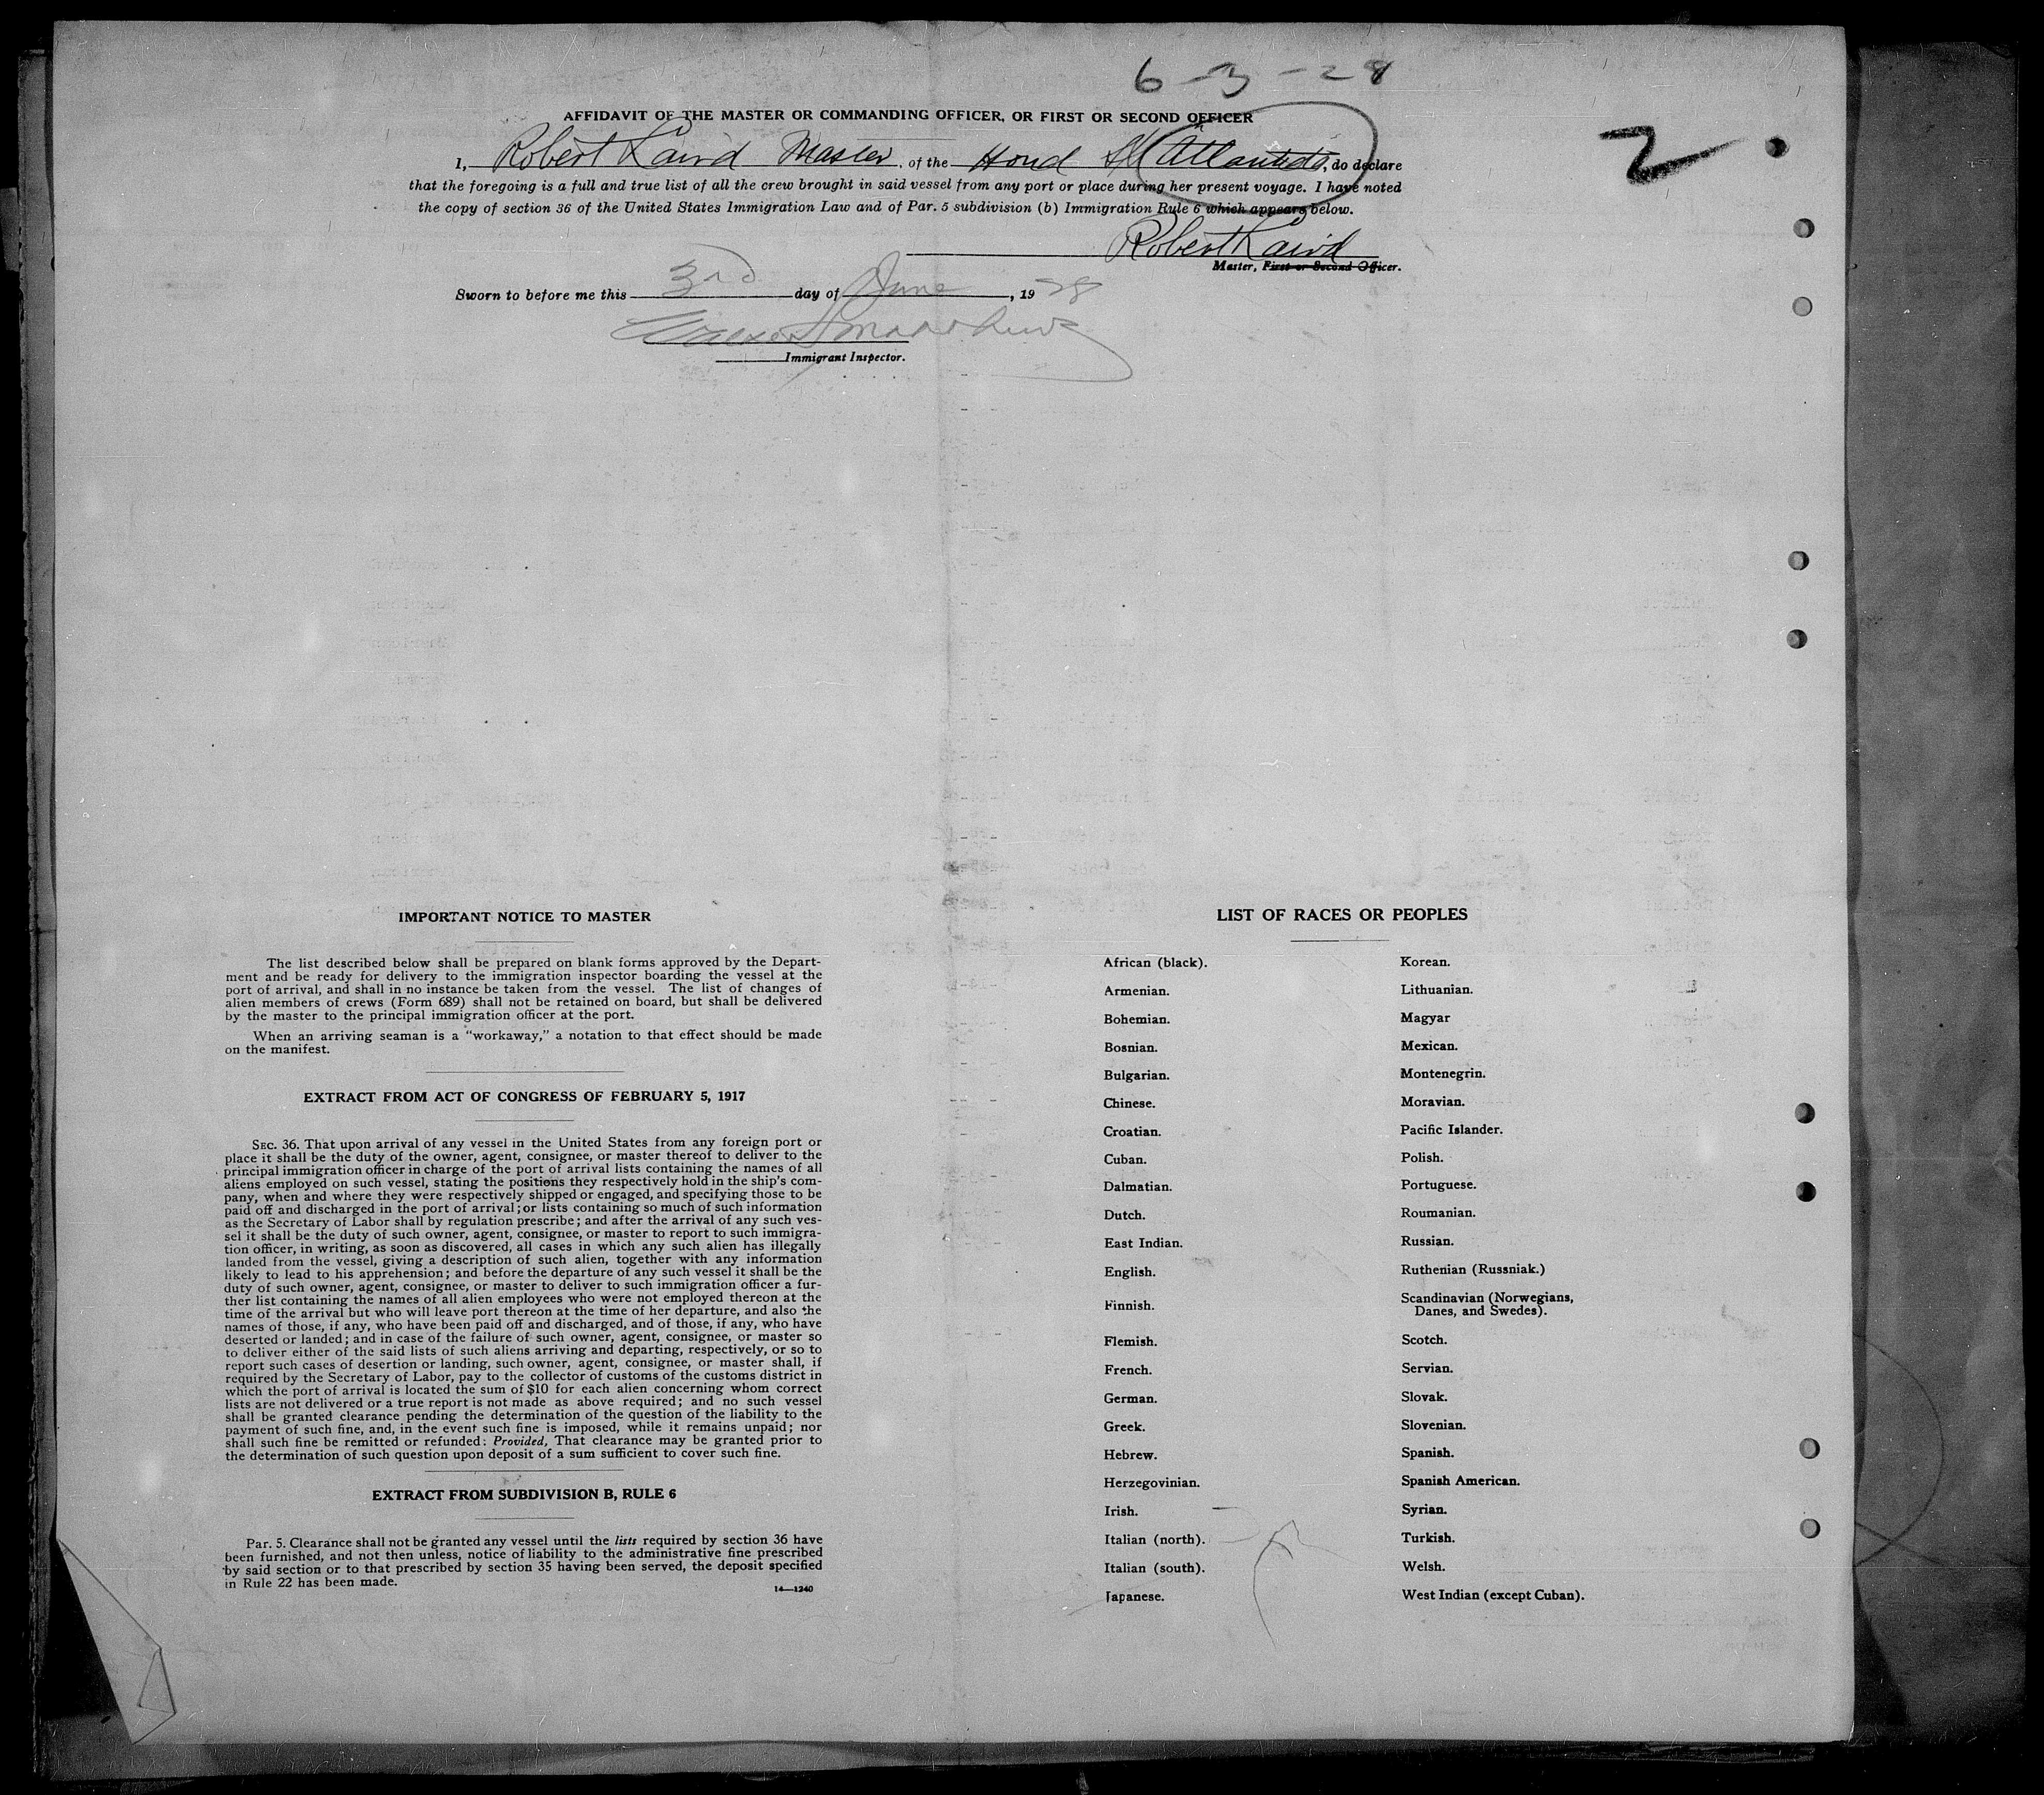 6-3-28
AFFIDAVIT OF THE MASTER OR COMMANDING OFFICER, OR FIRST OR SECOND OFFICER
2
I, Robert Laird Master, of the Hond SS Atlantida, do declare
that the foregoing is a full and true list of all the crew brought in said vessel from any port or place during her present voyage. I have noted
the copy of section 36 of the United States Immigration Law and of Par. 5 subdivision (b) Immigration Rule 6 which appears below.
Robert Laird
Master, First or Second Officer.
Sworn to before me this 3rd day of June, 1928
Immigrant Inspector.
IMPORTANT NOTICE TO MASTER
The list described below shall be prepared on blank forms approved by the Depart-
ment and be ready for delivery to the immigration inspector boarding the vessel at the
port of arrival, and shall in no instance be taken from the vessel. The list of changes of
alien members of crews (Form 689) shall not be retained on board, but shall be delivered
by the master to the principal immigration officer at the port.
When an arriving seaman is a "workaway," a notation to that effect should be made
on the manifest.
EXTRACT FROM ACT OF CONGRESS OF FEBRUARY 5, 1917
SEC. 36. That upon arrival of any vessel in the United States from any foreign port or
place it shall be the duty of the owner, agent, consignee, or master thereof to deliver to the
principal immigration officer in charge of the port of arrival lists containing the names of all
aliens employed on such vessel, stating the positions they respectively hold in the ship's com-
pany, when and where they were respectively shipped or engaged, and specifying those to be
paid off and discharged in the port of arrival; or lists containing so much of such information
as the Secretary of Labor shall by regulation prescribe; and after the arrival of any such ves-
sel it shall be the duty of such owner, agent, consignee, or master to report to such immigra-
tion officer, in writing, as soon as discovered, all cases in which any such alien has illegally
landed from the vessel, giving a description of such alien, together with any information
likely to lead to his apprehension; and before the departure of any such vessel it shall be the
duty of such owner, agent, consignee, or master to deliver to such immigration officer a fur-
ther list containing the names of all alien employees who were not employed thereon at the
time of the arrival but who will leave port thereon at the time of her departure, and also the
names of those, if any, who have been paid off and discharged, and of those, if any, who have
deserted or landed; and in case of the failure of such owner, agent, consignee, or master so
to deliver either of the said lists of such aliens arriving and departing, respectively, or so to
report such cases of desertion or landing, such owner, agent, consignee, or master shall, if
required by the Secretary of Labor, pay to the collector of customs of the customs district in
which the port of arrival is located the sum of $10 for each alien concerning whom correct
lists are not delivered or a true report is not made as above required; and no such vessel
shall be granted clearance pending the determination of the question of the liability to the
payment of such fine, and, in the event such fine is imposed, while it remains unpaid; nor
shall such fine be remitted or refunded: Provided, That clearance may be granted prior to
the determination of such question upon deposit of a sum sufficient to cover such fine.
EXTRACT FROM SUBDIVISION B, RULE 6
Par. 5. Clearance shall not be granted any vessel until the lists required by section 36 have
been furnished, and not then unless, notice of liability to the administrative fine prescribed
by said section or to that prescribed by section 35 having been served, the deposit specified
in Rule 22 has been made.
14—1240
LIST OF RACES OR PEOPLES
African (black).
Armenian.
Bohemian.
Bosnian.
Bulgarian.
Chinese.
Croatian.
Cuban.
Dalmatian.
Dutch.
East Indian.
English.
Finnish.
Flemish.
French.
German.
Greek.
Hebrew.
Herzegovinian.
Irish.
Italian (north).
Italian (south).
Japanese.
Korean.
Lithuanian.
Magyar
Mexican.
Montenegrin.
Moravian.
Pacific Islander.
Polish.
Portuguese.
Roumanian.
Russian.
Ruthenian (Russniak.)
Scandinavian (Norwegians,
Danes, and Swedes).
Scotch.
Servian.
Slovak.
Slovenian.
Spanish.
Spanish American.
Syrian.
Turkish.
Welsh.
West Indian (except Cuban).